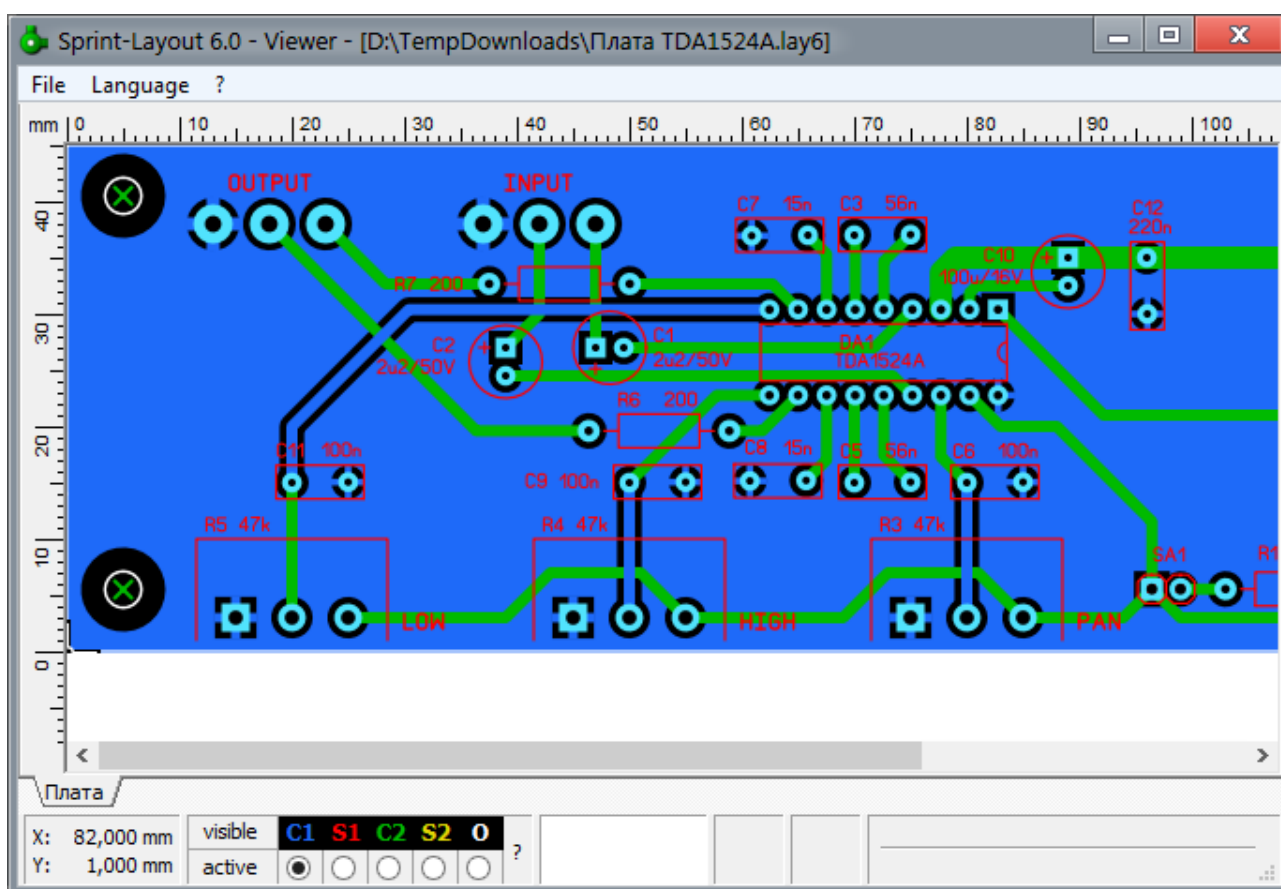 Sprint-Layout 6.0 - Viewer - [D:\TempDownloads\Плата TDA1524A.lay6]
File Language ?
mm 0 10 20 30 40 50 60 70 80 90 100
40
30
20
10
0
OUTPUT INPUT
C7 15n C3 56n
C12
220n
C10
100u/16V
R7 200
C2
2u2/50V
C1
2u2/50V
DA1
TDA1524A
R6 200
C11 100n
C9 100n
C8 15n C5 56n C6 100n
R5 47k R4 47k R3 47k
SA1 R1
LOW HIGH PAN
Плата
X: 82,000 mm
Y: 1,000 mm
visible C1 S1 C2 S2 O
active
?